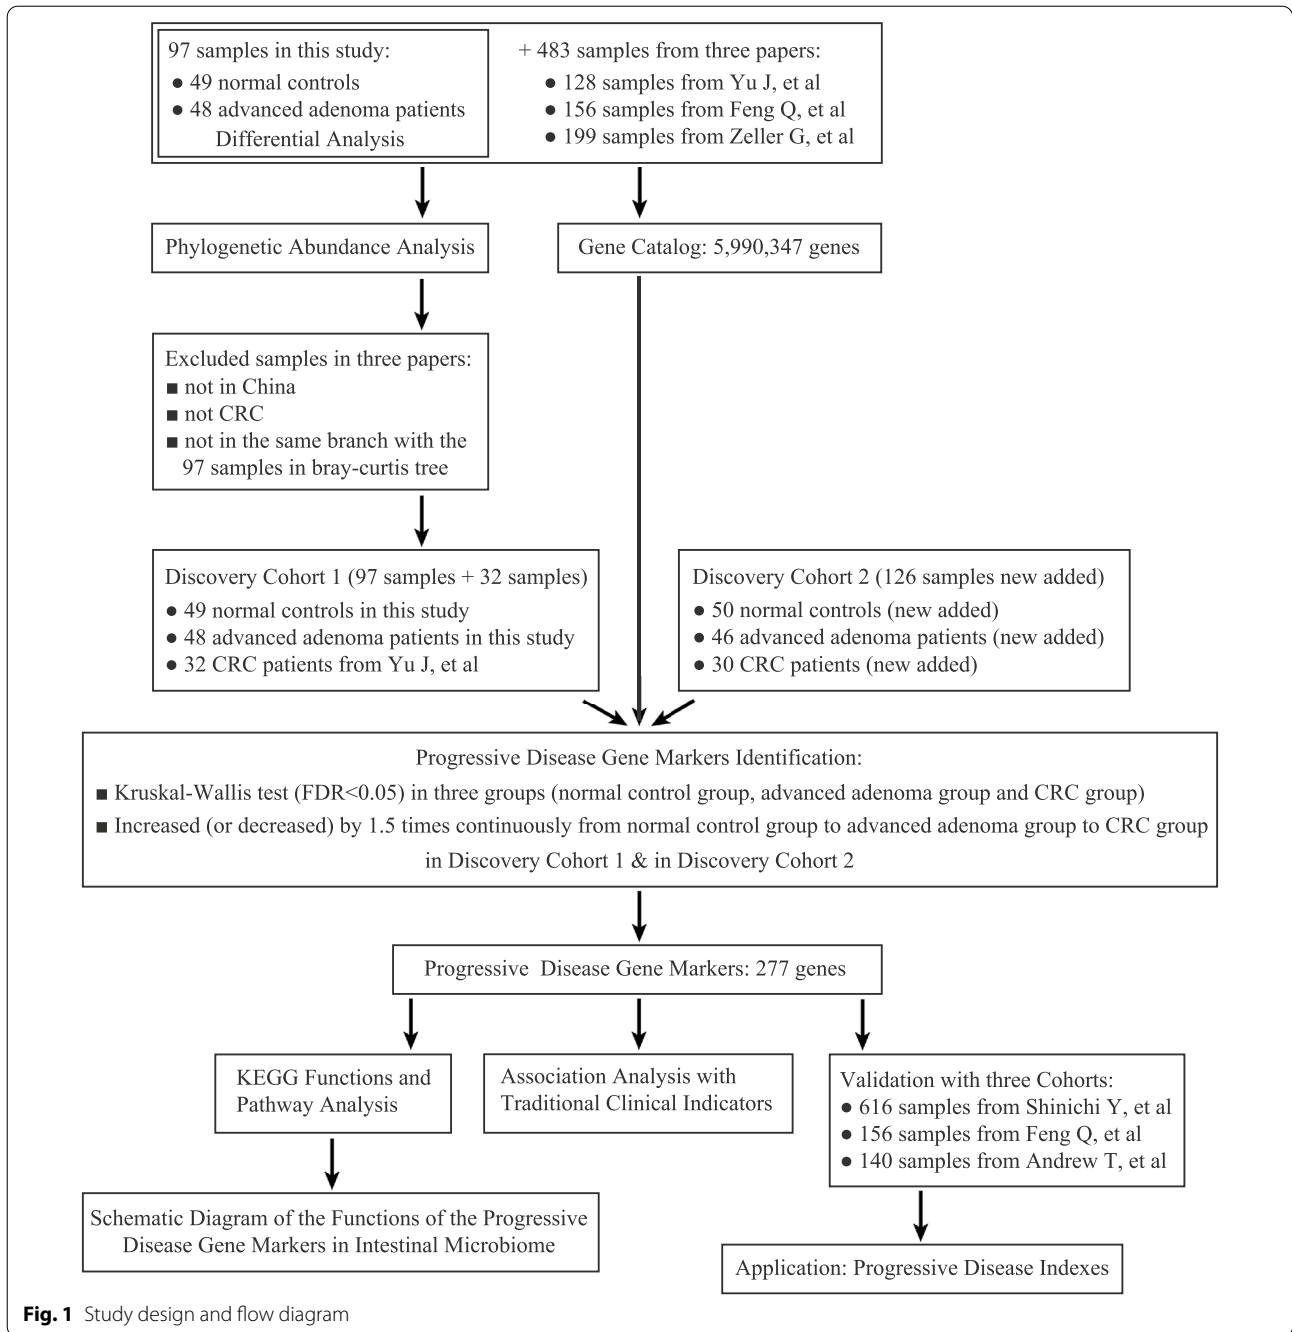 97 samples in this study:
● 49 normal controls
● 48 advanced adenoma patients
Differential Analysis
+ 483 samples from three papers:
● 128 samples from Yu J, et al
● 156 samples from Feng Q, et al
● 199 samples from Zeller G, et al
Phylogenetic Abundance Analysis
Gene Catalog: 5,990,347 genes
Excluded samples in three papers:
■ not in China
■ not CRC
■ not in the same branch with the
97 samples in bray-curtis tree
Discovery Cohort 1 (97 samples + 32 samples)
● 49 normal controls in this study
● 48 advanced adenoma patients in this study
● 32 CRC patients from Yu J, et al
Discovery Cohort 2 (126 samples new added)
● 50 normal controls (new added)
● 46 advanced adenoma patients (new added)
● 30 CRC patients (new added)
Progressive Disease Gene Markers Identification:
■ Kruskal-Wallis test (FDR<0.05) in three groups (normal control group, advanced adenoma group and CRC group)
■ Increased (or decreased) by 1.5 times continuously from normal control group to advanced adenoma group to CRC group
in Discovery Cohort 1 & in Discovery Cohort 2
Progressive Disease Gene Markers: 277 genes
KEGG Functions and
Pathway Analysis
Association Analysis with
Traditional Clinical Indicators
Validation with three Cohorts:
● 616 samples from Shinichi Y, et al
● 156 samples from Feng Q, et al
● 140 samples from Andrew T, et al
Schematic Diagram of the Functions of the Progressive
Disease Gene Markers in Intestinal Microbiome
Application: Progressive Disease Indexes
Fig. 1 Study design and flow diagram